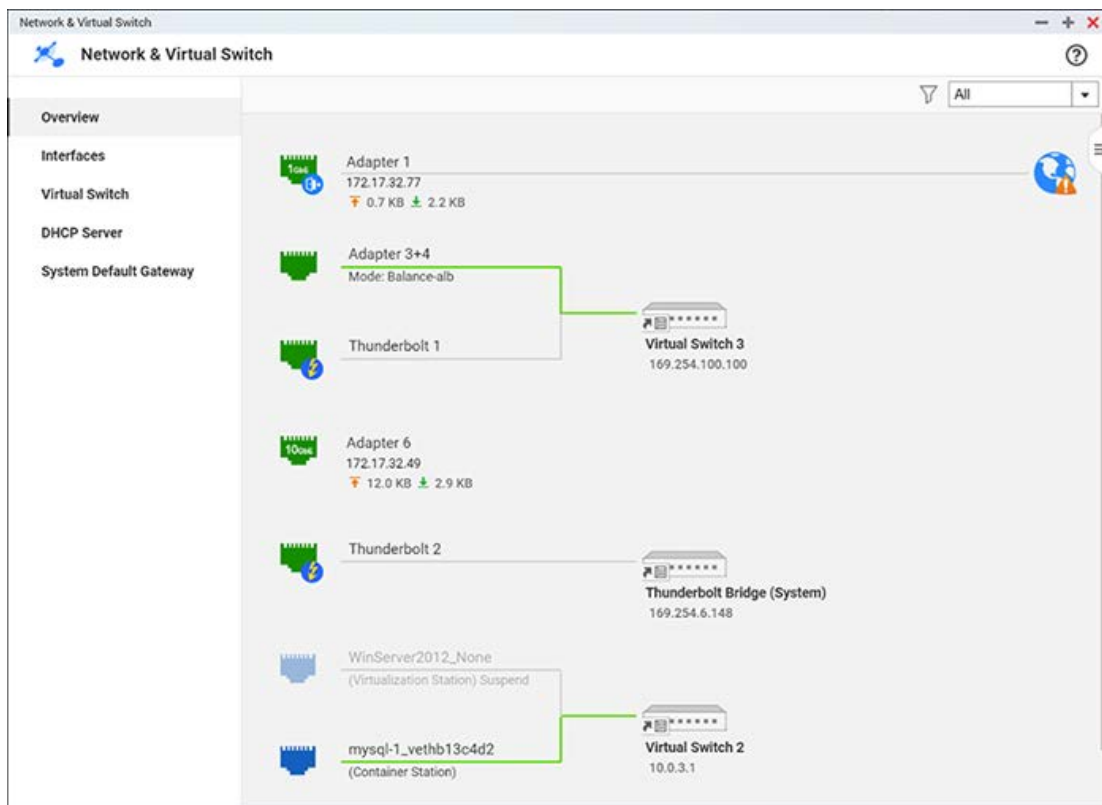 Network & Virtual Switch
Network & Virtual Switch
All
Overview
Interfaces
Virtual Switch
DHCP Server
System Default Gateway
1GbE
Adapter 1
172.17.32.77
0.7 KB 2.2 KB
Adapter 3+4
Mode: Balance-alb
Thunderbolt 1
Virtual Switch 3
169.254.100.100
10GbE
Adapter 6
172.17.32.49
12.0 KB 2.9 KB
Thunderbolt 2
Thunderbolt Bridge (System)
169.254.6.148
WinServer2012_None
(Virtualization Station) Suspend
mysql-1_vethb13c4d2
(Container Station)
Virtual Switch 2
10.0.3.1